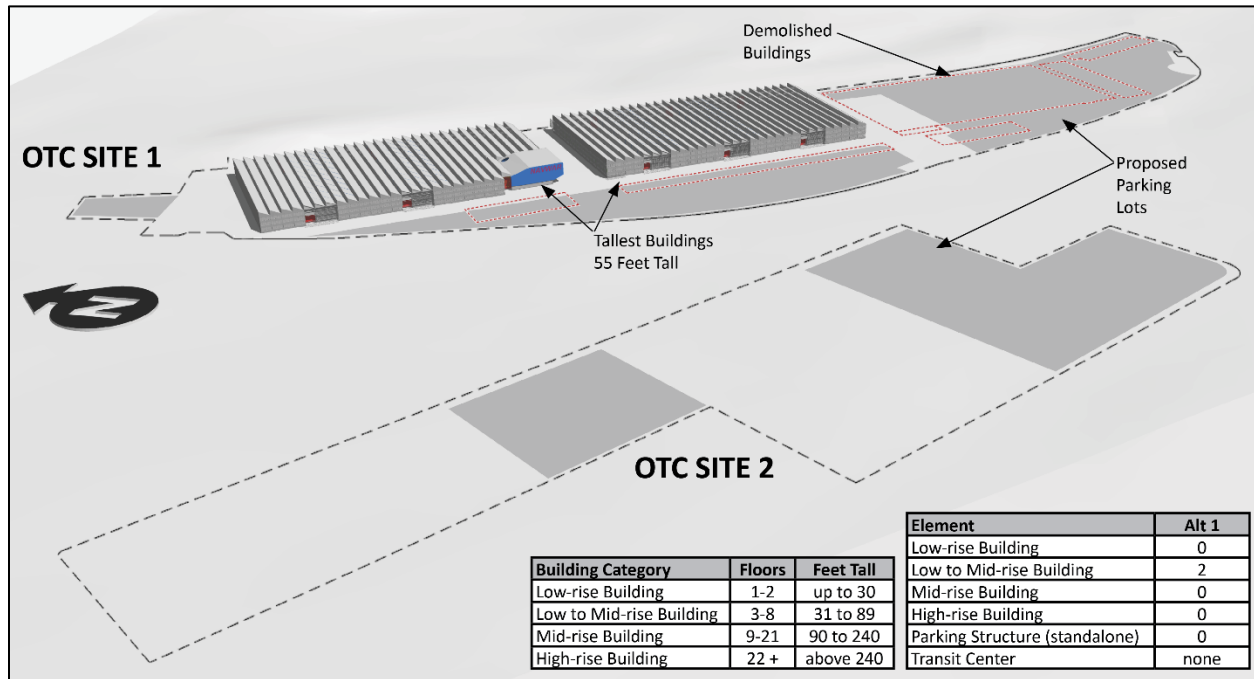 Demolished
Buildings
OTC SITE 1
Proposed
Parking
Lots
Tallest Buildings
55 Feet Tall
N
OTC SITE 2
Building Category Floors Feet Tall
Low-rise Building 1-2 up to 30
Low to Mid-rise Building 3-8 31 to 89
Mid-rise Building 9-21 90 to 240
High-rise Building 22 + above 240
Element Alt 1
Low-rise Building 0
Low to Mid-rise Building 2
Mid-rise Building 0
High-rise Building 0
Parking Structure (standalone) 0
Transit Center none